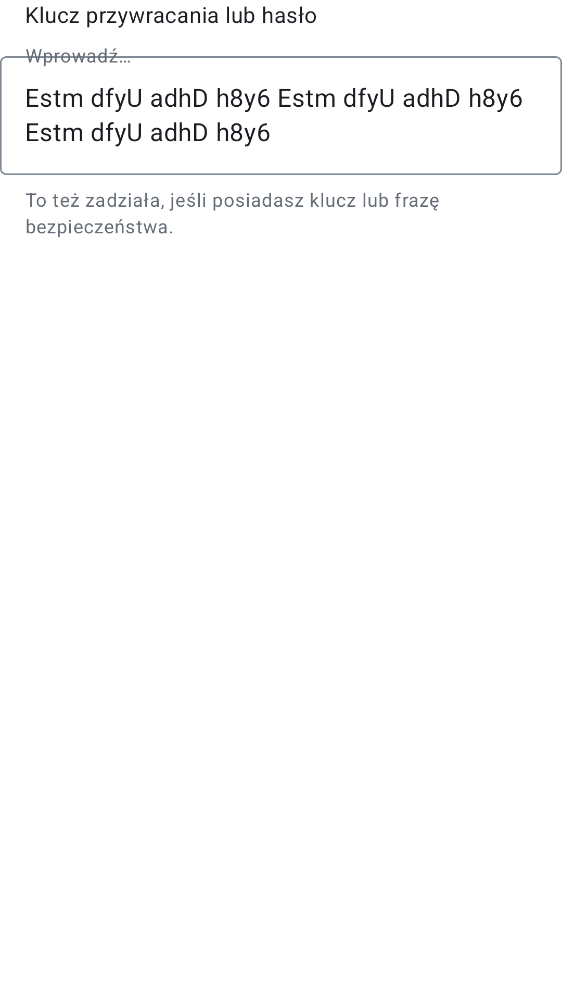 Klucz przywracania lub hasło
Wprowadź…
Estm dfyU adhD h8y6 Estm dfyU adhD h8y6
Estm dfyU adhD h8y6
To też zadziała, jeśli posiadasz klucz lub frazę
bezpieczeństwa.